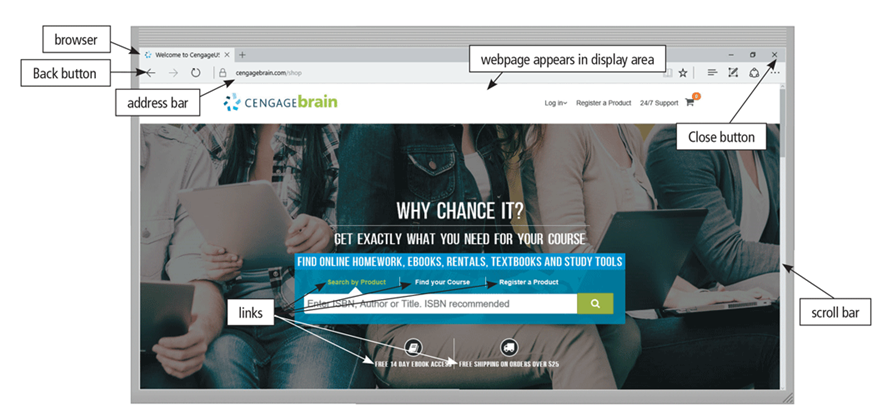 browser
Welcome to CengageU!
Back button
cengagebrain.com/shop
webpage appears in display area
address bar
CENGAGEbrain
Log in
Register a Product
24/7 Support
0
Close button
WHY CHANCE IT?
GET EXACTLY WHAT YOU NEED FOR YOUR COURSE
FIND ONLINE HOMEWORK, EBOOKS, RENTALS, TEXTBOOKS AND STUDY TOOLS
Search by Product
Find your Course
Register a Product
Enter ISBN, Author or Title. ISBN recommended
links
scroll bar
FREE 14 DAY EBOOK ACCESS
FREE SHIPPING ON ORDERS OVER $25